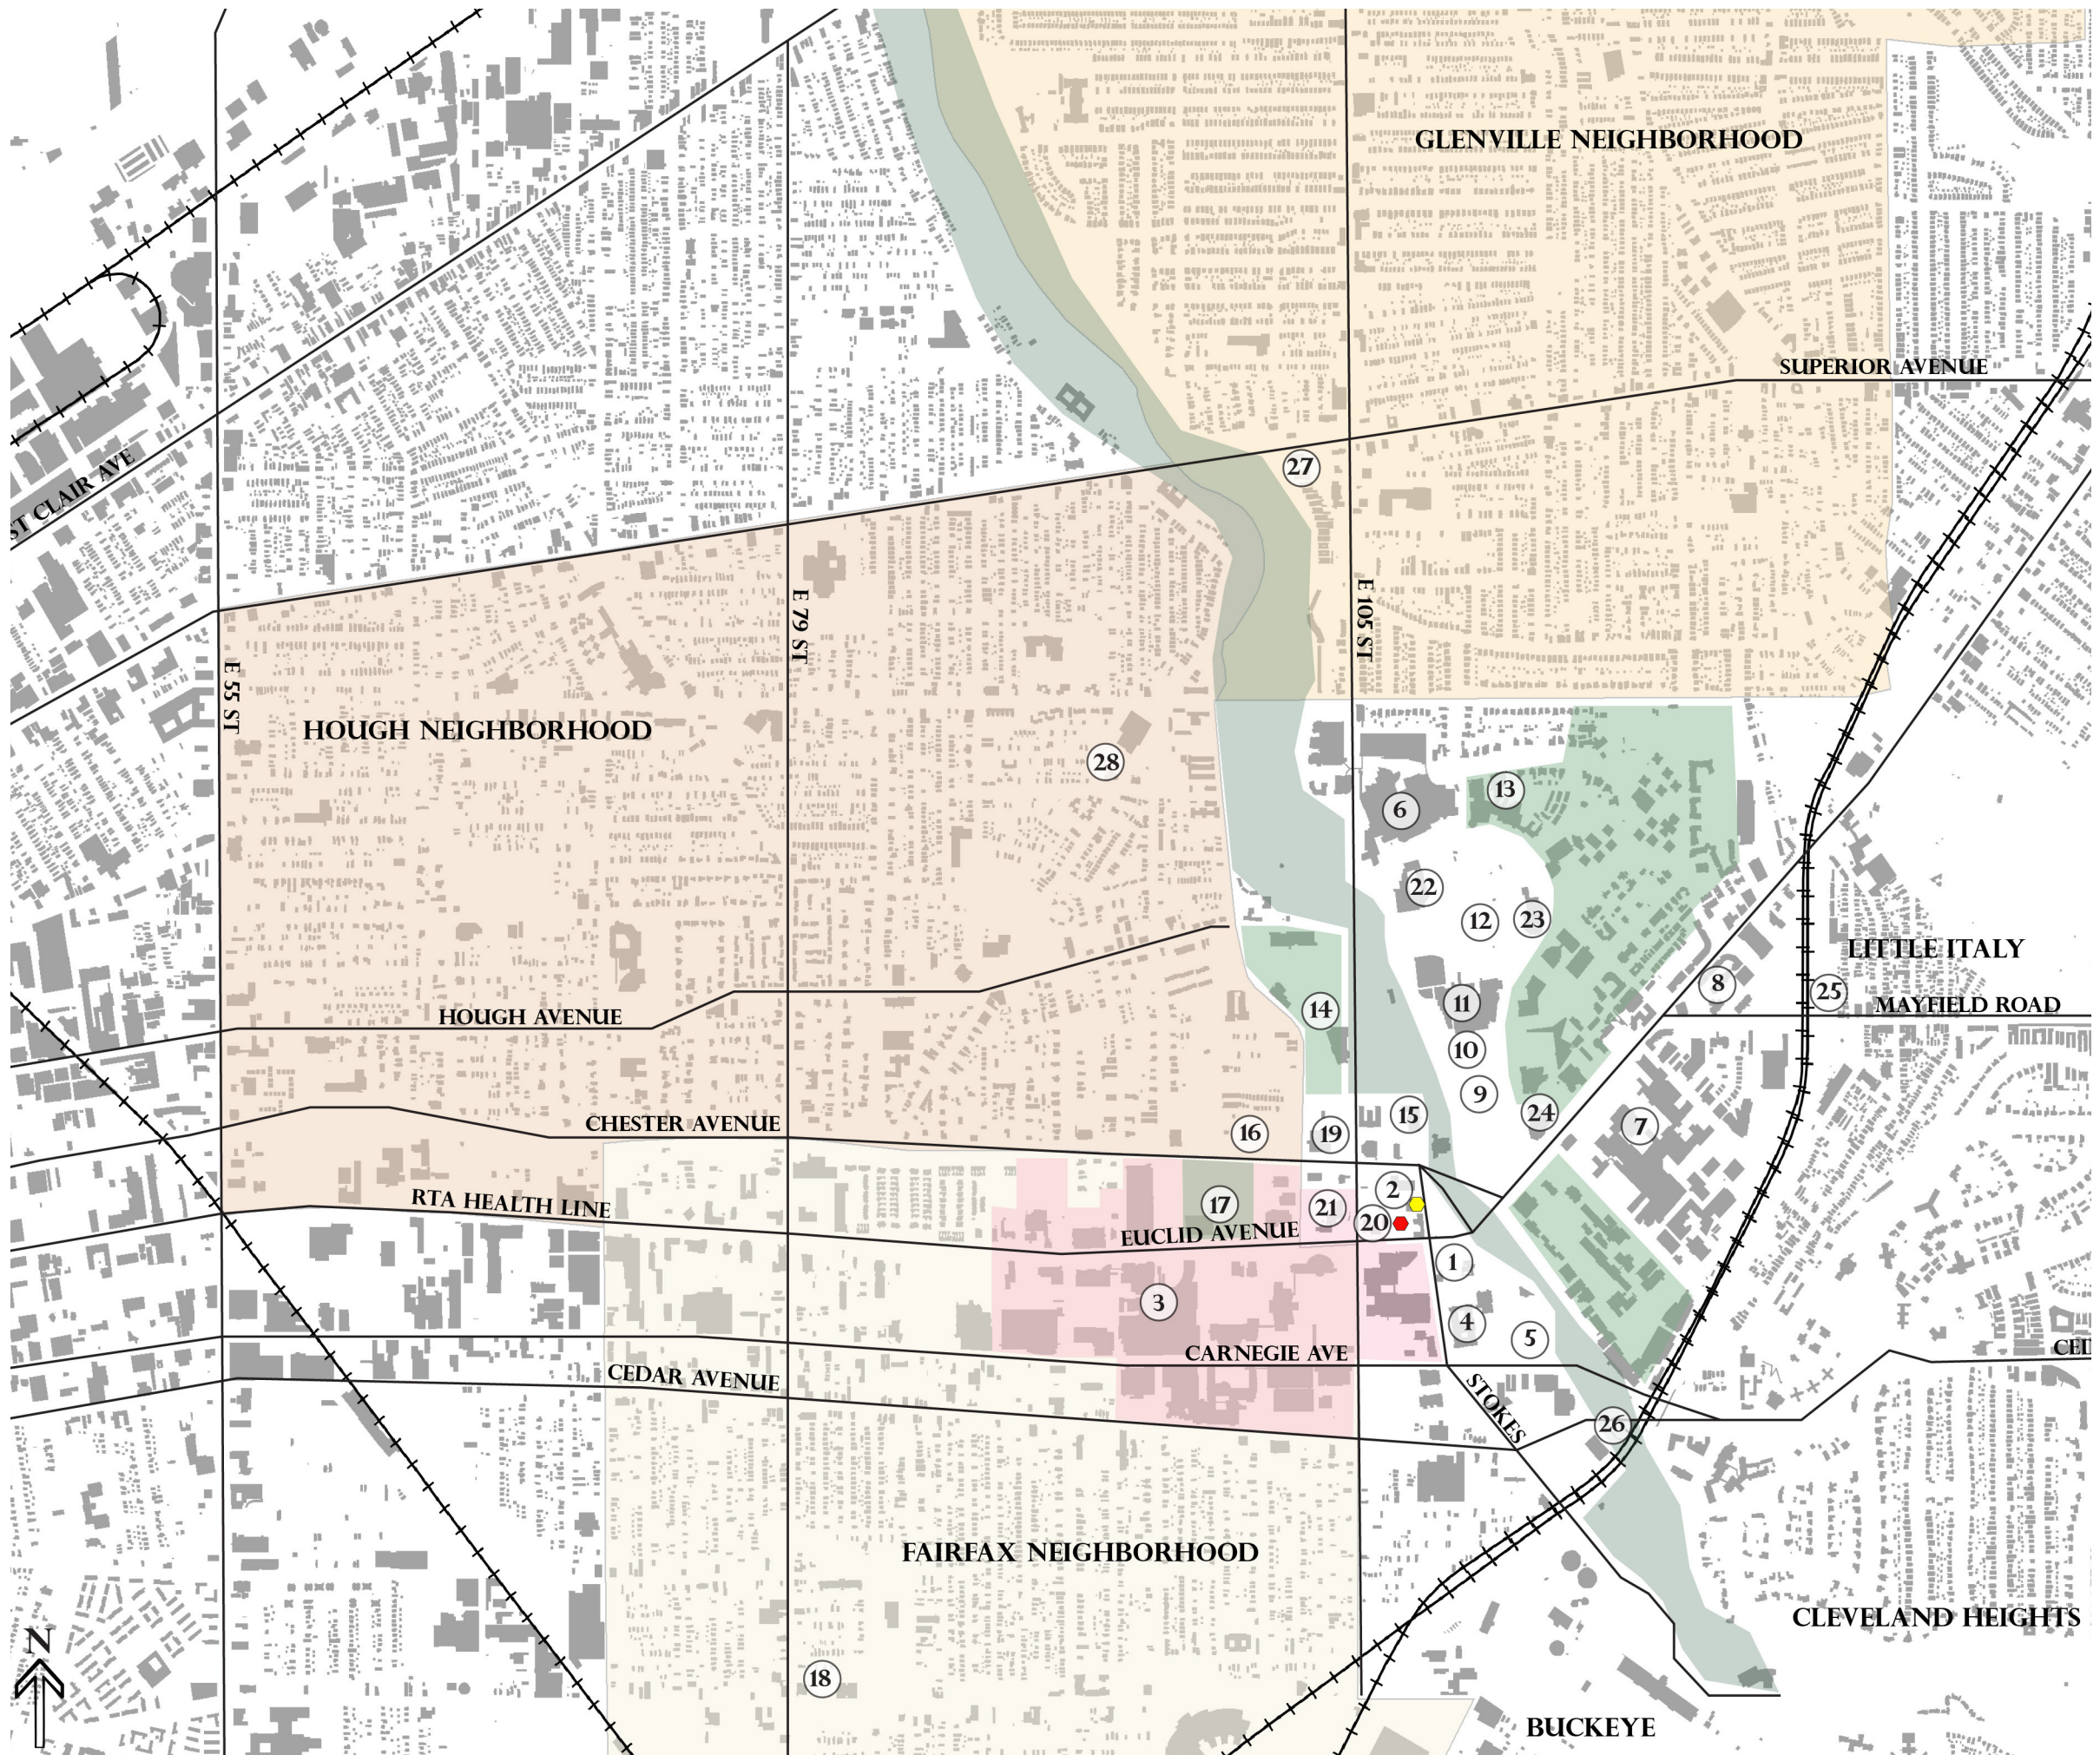 GLENVILLE NEIGHBORHOOD
SUPERIOR AVENUE
ST CLAIR AVE
27
E 79 ST
E 105 ST
E 55 ST
HOUGH NEIGHBORHOOD
28
13
6
22
12
23
LITTLE ITALY
8
25
11
MAYFIELD ROAD
14
HOUGH AVENUE
10
9
24
15
CHESTER AVENUE
16
19
7
2
RTA HEALTH LINE
17
21
20
EUCLID AVENUE
1
3
4
5
CARNEGIE AVE
CED
CEDAR AVENUE
STOKES
26
FAIRFAX NEIGHBORHOOD
CLEVELAND HEIGHTS
N
18
BUCKEYE